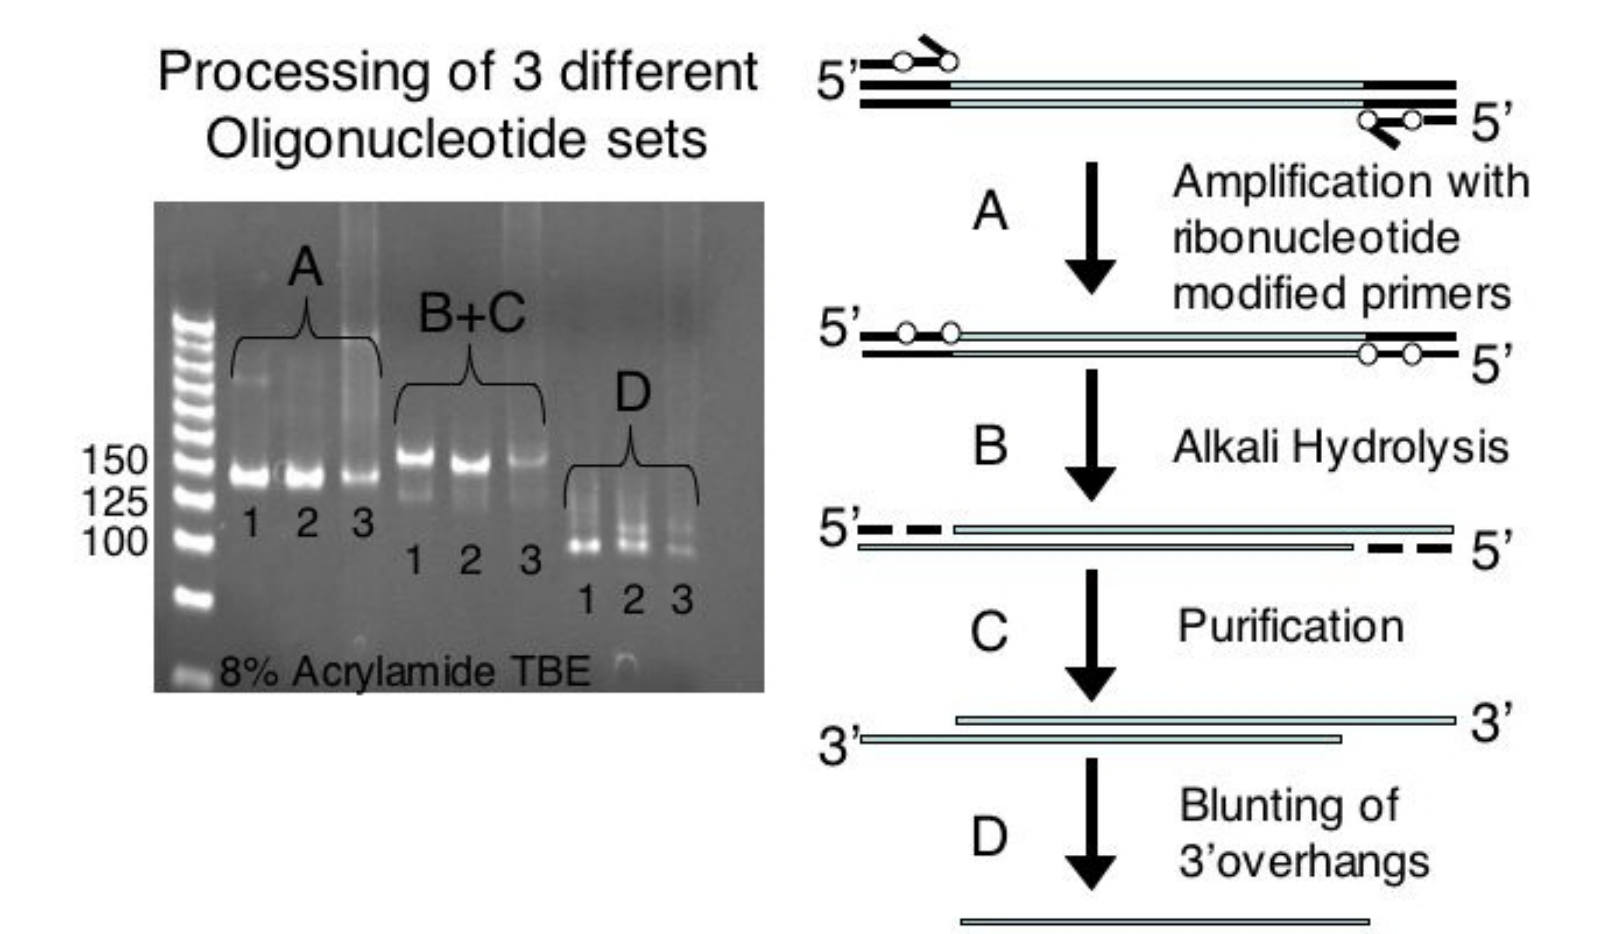 Processing of 3 different
Oligonucleotide sets
A
B+C
D
150
125
100
1 2 3
1 2 3
1 2 3
8% Acrylamide TBE
5’
5’
A
Amplification with
ribonucleotide
modified primers
5’
5’
B
Alkali Hydrolysis
5’
5’
C
Purification
3’
3’
D
Blunting of
3’overhangs